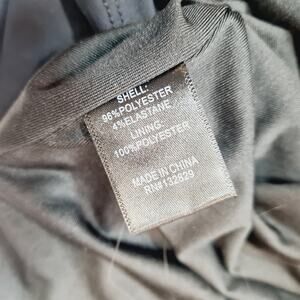 SHELL:
96%POLYESTER
4%ELASTANE
LINING:
100%POLYESTER
MADE IN CHINA
RN#132829